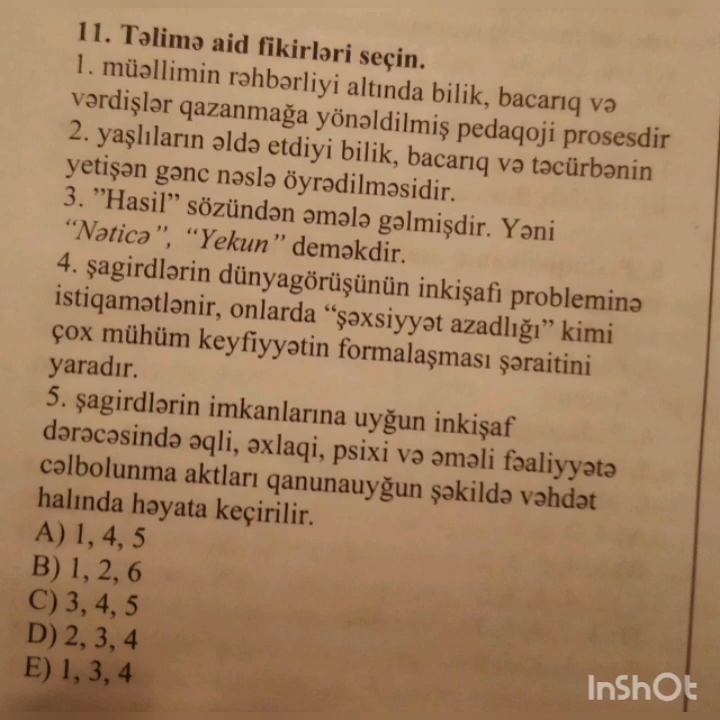 11. Təlimə aid fikirləri seçin.
1. müəllimin rəhbərliyi altında bilik, bacarıq və
vərdişlər qazanmağa yönəldilmiş pedaqoji prosesdir
2. yaşlıların əldə etdiyi bilik, bacarıq və təcürbənin
yetişən gənc nəslə öyrədilməsidir.
3. ”Hasil” sözündən əmələ gəlmişdir. Yəni
“Nəticə”, “Yekun” deməkdir.
4. şagirdlərin dünyagörüşünün inkişafı probleminə
istiqamətlənir, onlarda “şəxsiyyət azadlığı” kimi
çox mühüm keyfiyyətin formalaşması şəraitini
yaradır.
5. şagirdlərin imkanlarına uyğun inkişaf
dərəcəsində əqli, əxlaqi, psixi və əməli fəaliyyətə
cəlbolunma aktları qanunauyğun şəkildə vəhdət
halında həyata keçirilir.
A) 1, 4, 5
B) 1, 2, 6
C) 3, 4, 5
D) 2, 3, 4
E) 1, 3, 4
InShOt